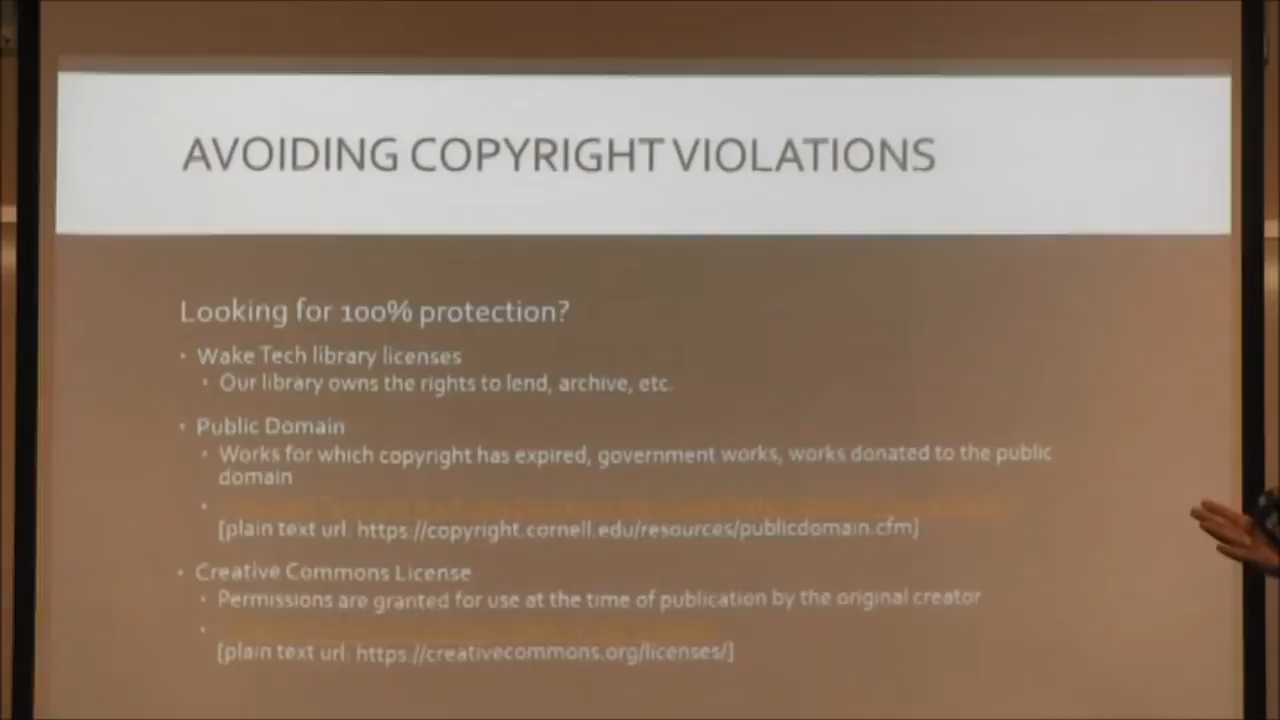 AVOIDING COPYRIGHT VIOLATIONS
Looking for 100% protection?
• Wake Tech library licenses
• Our library owns the rights to lend, archive, etc.
• Public Domain
• Works for which copyright has expired, government works, works donated to the public
domain
[plain text url: https://copyright.cornell.edu/resources/publicdomain.cfm]
• Creative Commons License
• Permissions are granted for use at the time of publication by the original creator
[plain text url: https://creativecommons.org/licenses/]